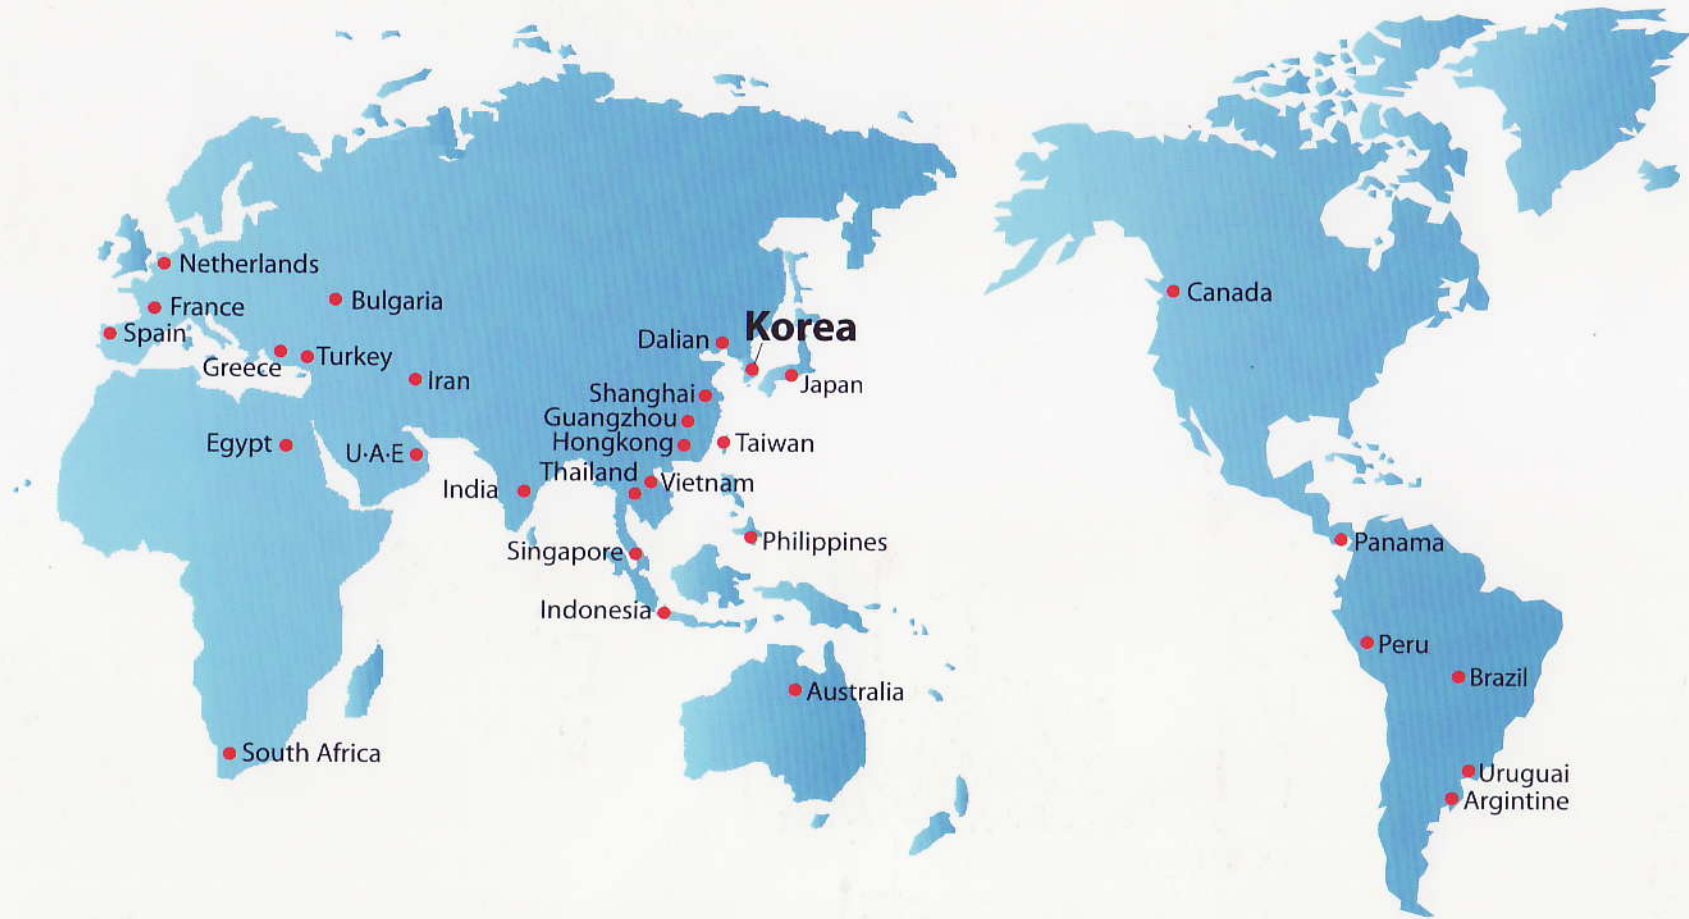 Netherlands
France
Spain
Bulgaria
Greece
Turkey
Iran
Egypt
U·A·E
India
South Africa
Dalian
Korea
Japan
Shanghai
Guangzhou
Hongkong
Taiwan
Thailand
Vietnam
Philippines
Singapore
Indonesia
Australia
Canada
Panama
Peru
Brazil
Uruguai
Argintine